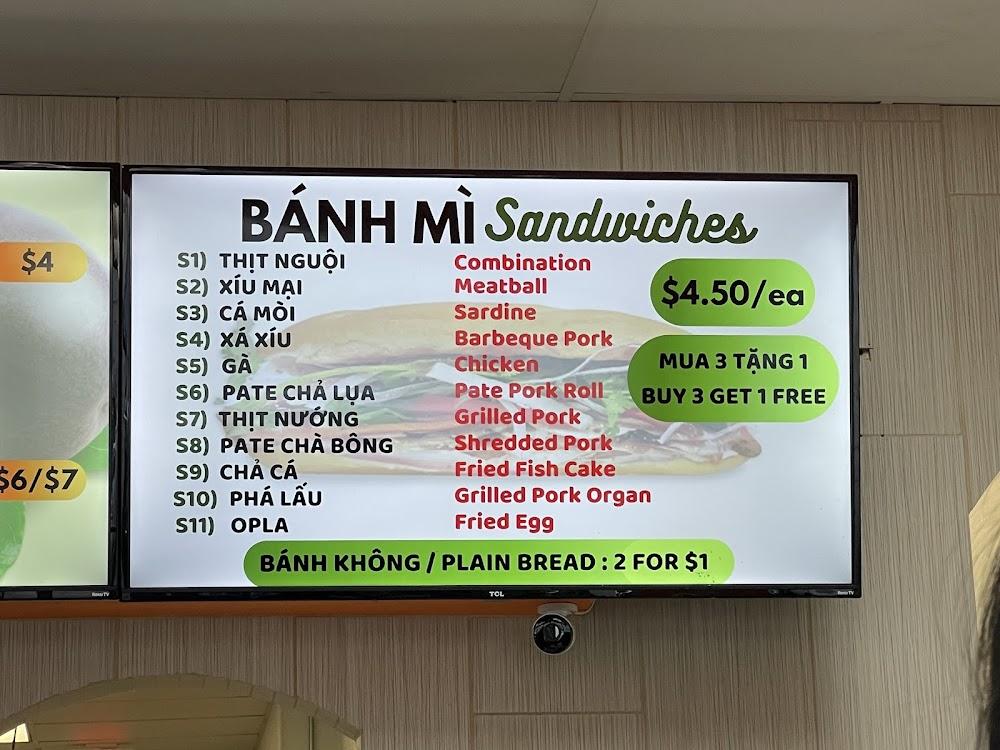 BÁNH MÌ Sandwiches
S1) THỊT NGUỘI Combination
S2) XÍU MẠI Meatball
S3) CÁ MÒI Sardine
S4) XÁ XÍU Barbeque Pork
S5) GÀ Chicken
S6) PATE CHẢ LỤA Pate Pork Roll
S7) THỊT NƯỚNG Grilled Pork
S8) PATE CHÀ BÔNG Shredded Pork
S9) CHẢ CÁ Fried Fish Cake
S10) PHÁ LẤU Grilled Pork Organ
S11) OPLA Fried Egg
$4.50/ea
MUA 3 TẶNG 1
BUY 3 GET 1 FREE
BÁNH KHÔNG / PLAIN BREAD : 2 FOR $1
$4
$6/$7
TCL
Roku TV
Roku TV